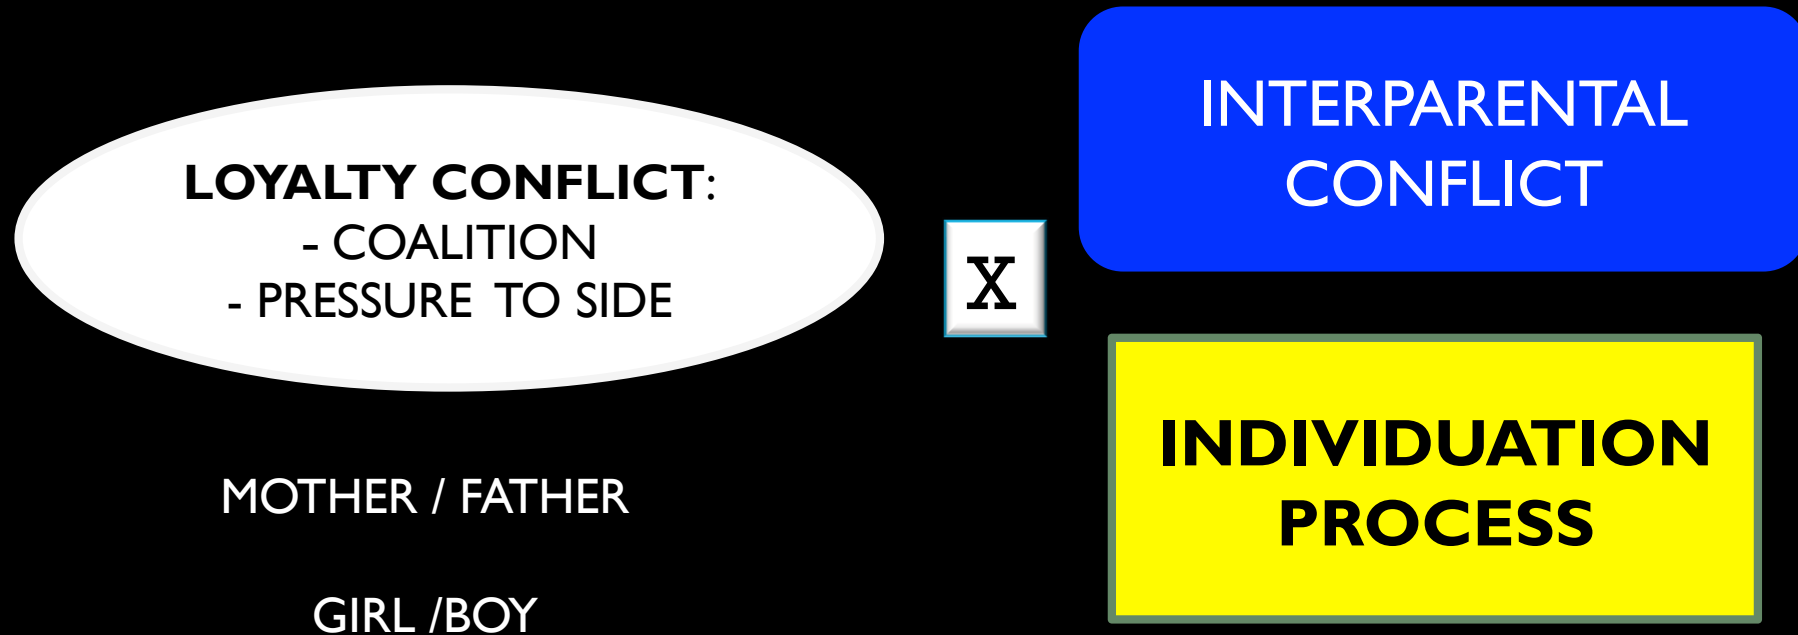 LOYALTY CONFLICT:
- COALITION
- PRESSURE TO SIDE
MOTHER / FATHER
GIRL /BOY
X
INTERPARENTAL
CONFLICT
INDIVIDUATION
PROCESS